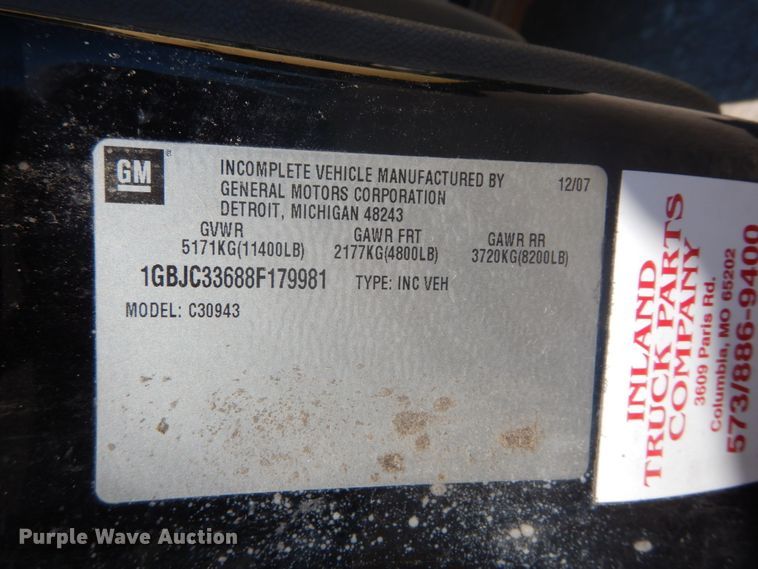 GM
INCOMPLETE VEHICLE MANUFACTURED BY 12/07
GENERAL MOTORS CORPORATION
DETROIT, MICHIGAN 48243
GVWR GAWR FRT GAWR RR
5171KG(11400LB) 2177KG(4800LB) 3720KG(8200LB)
1GBJC33688F179981 TYPE: INC VEH
MODEL: C30943
INLAND
TRUCK PARTS
COMPANY
3609 Paris Rd.
Columbia, MO 65202
573/886-9400
Purple Wave Auction